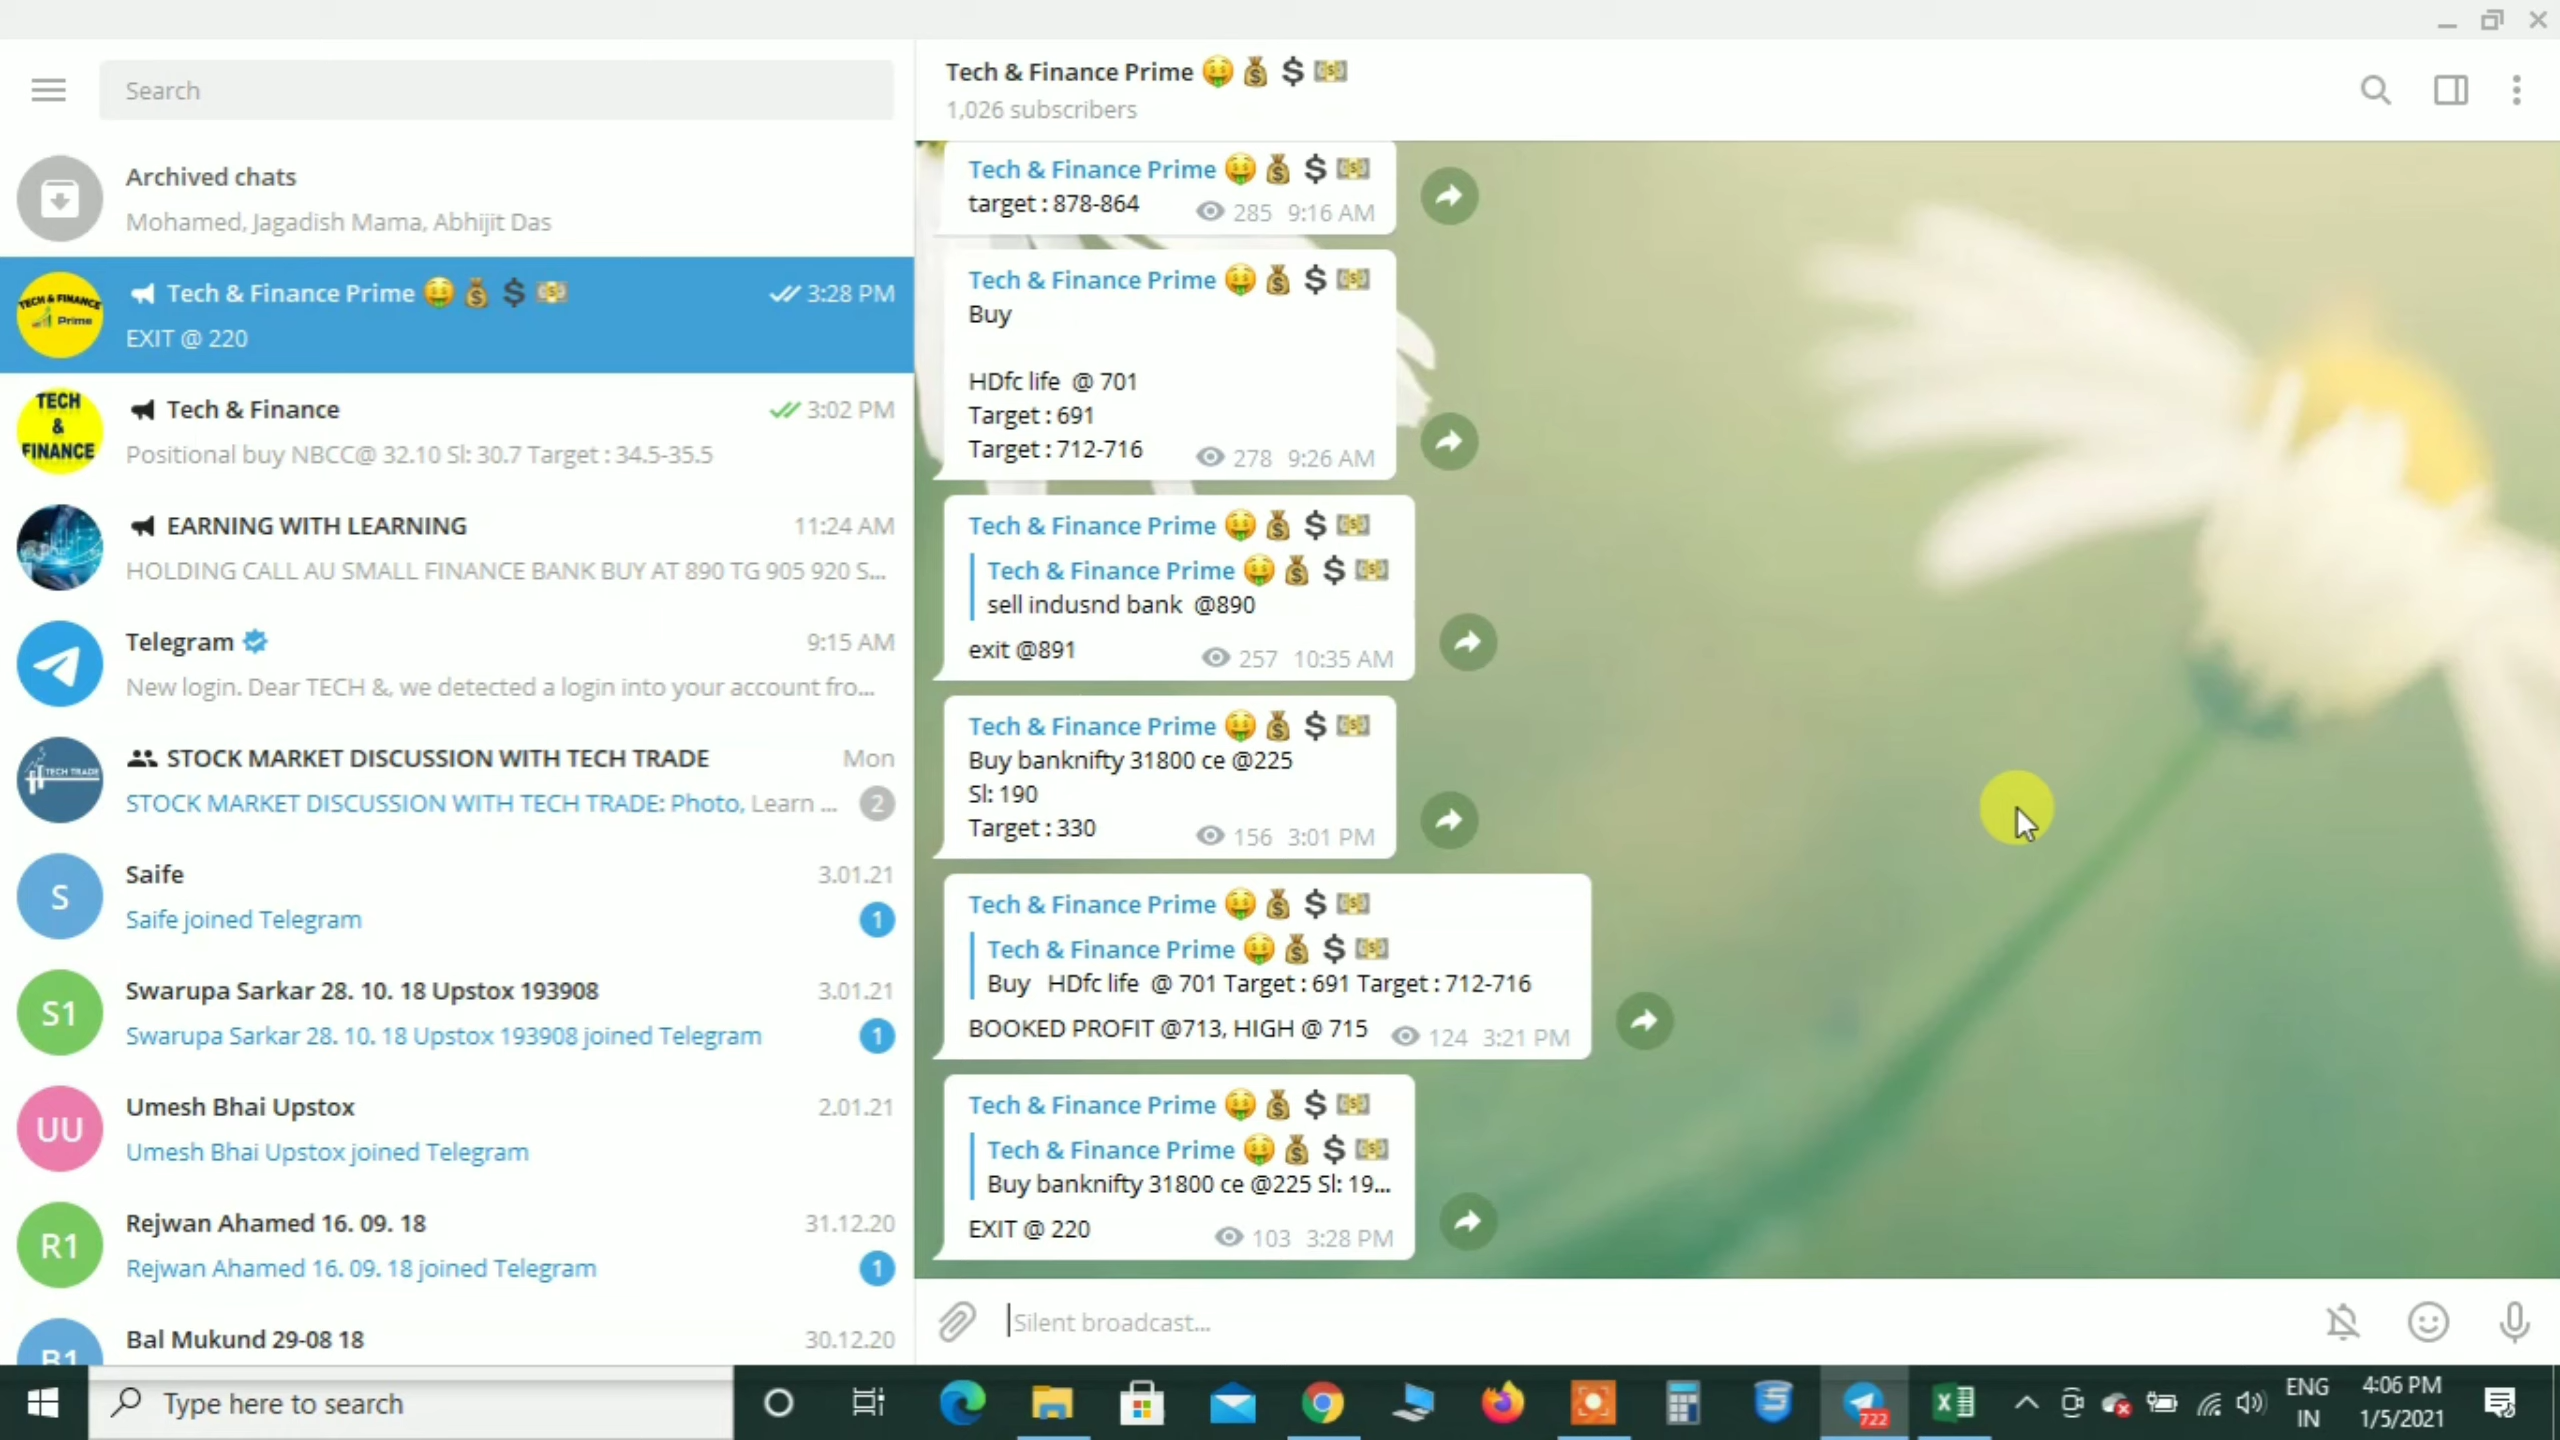 Search
Archived chats
Mohamed, Jagadish Mama, Abhijit Das
TECH & FINANCE
Prime
Tech & Finance Prime 🤑 💰 💲 💵
3:28 PM
EXIT @ 220
TECH
&
FINANCE
Tech & Finance
3:02 PM
Positional buy NBCC@ 32.10 Sl: 30.7 Target : 34.5-35.5
EARNING WITH LEARNING
11:24 AM
HOLDING CALL AU SMALL FINANCE BANK BUY AT 890 TG 905 920 S...
Telegram
9:15 AM
New login. Dear TECH &, we detected a login into your account fro...
TECH TRADE
STOCK MARKET DISCUSSION WITH TECH TRADE
Mon
STOCK MARKET DISCUSSION WITH TECH TRADE: Photo, Learn ...
2
S
Saife
3.01.21
Saife joined Telegram
1
S1
Swarupa Sarkar 28. 10. 18 Upstox 193908
3.01.21
Swarupa Sarkar 28. 10. 18 Upstox 193908 joined Telegram
1
UU
Umesh Bhai Upstox
2.01.21
Umesh Bhai Upstox joined Telegram
R1
Rejwan Ahamed 16. 09. 18
31.12.20
Rejwan Ahamed 16. 09. 18 joined Telegram
1
B1
Bal Mukund 29-08 18
30.12.20
Tech & Finance Prime 🤑 💰 💲 💵
1,026 subscribers
Tech & Finance Prime 🤑 💰 💲 💵
target : 878-864
285 9:16 AM
Tech & Finance Prime 🤑 💰 💲 💵
Buy
HDfc life @ 701
Target : 691
Target : 712-716
278 9:26 AM
Tech & Finance Prime 🤑 💰 💲 💵
Tech & Finance Prime 🤑 💰 💲 💵
sell indusnd bank @890
exit @891
257 10:35 AM
Tech & Finance Prime 🤑 💰 💲 💵
Buy banknifty 31800 ce @225
Sl: 190
Target : 330
156 3:01 PM
Tech & Finance Prime 🤑 💰 💲 💵
Tech & Finance Prime 🤑 💰 💲 💵
Buy HDfc life @ 701 Target : 691 Target : 712-716
BOOKED PROFIT @713, HIGH @ 715
124 3:21 PM
Tech & Finance Prime 🤑 💰 💲 💵
Tech & Finance Prime 🤑 💰 💲 💵
Buy banknifty 31800 ce @225 Sl: 19...
EXIT @ 220
103 3:28 PM
Silent broadcast...
Type here to search
722
ENG
IN
4:06 PM
1/5/2021